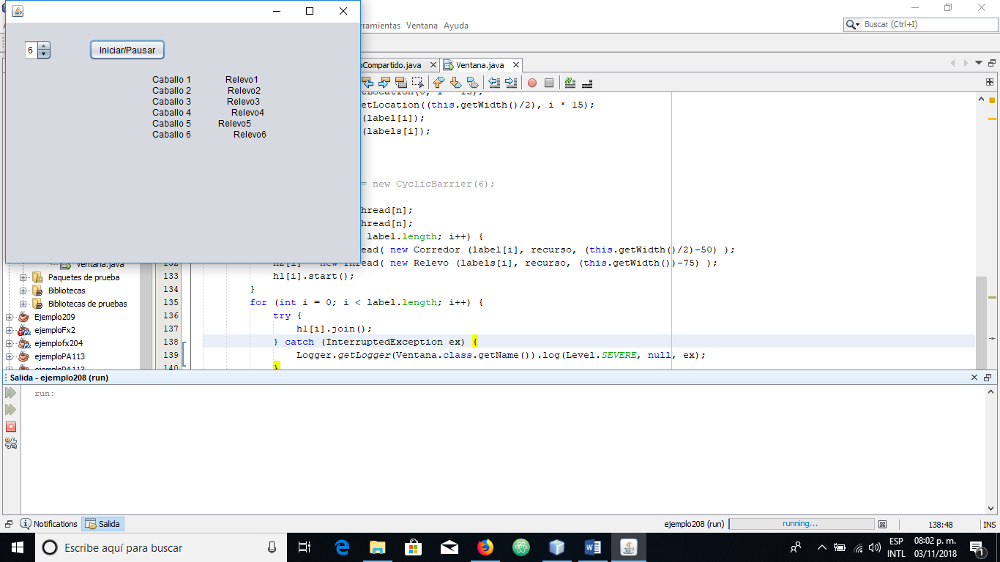 rramientas Ventana Ayuda
Buscar (Ctrl+I)
6
Iniciar/Pausar
Caballo 1 Relevo1
Caballo 2 Relevo2
Caballo 3 Relevo3
Caballo 4 Relevo4
Caballo 5 Relevo5
Caballo 6 Relevo6
oCompartido.java Ventana.java
etLocation((this.getWidth()/2), i * 15);
(label[i]);
(labels[i]);
= new CyclicBarrier(6);
hread[n];
hread[n];
label.length; i++) {
read( new Corredor (label[i], recurso, (this.getWidth()/2)-50) );
new Thread( new Relevo (labels[i], recurso, (this.getWidth())-75) );
133 h1[i].start();
134 }
135 for (int i = 0; i < label.length; i++) {
136 try {
137 h1[i].join();
138 } catch (InterruptedException ex) {
139 Logger.getLogger(Ventana.class.getName()).log(Level.SEVERE, null, ex);
140 }
Ventana.java
Paquetes de prueba
Bibliotecas
Bibliotecas de pruebas
Ejemplo209
ejemploFx2
ejemplofx204
ejemploPA113
ejemploPA113
Salida - ejemplo208 (run)
run:
Notifications Salida
ejemplo208 (run) running... 138:48 INS
Escribe aquí para buscar
ESP
INTL
08:02 p. m.
03/11/2018
1